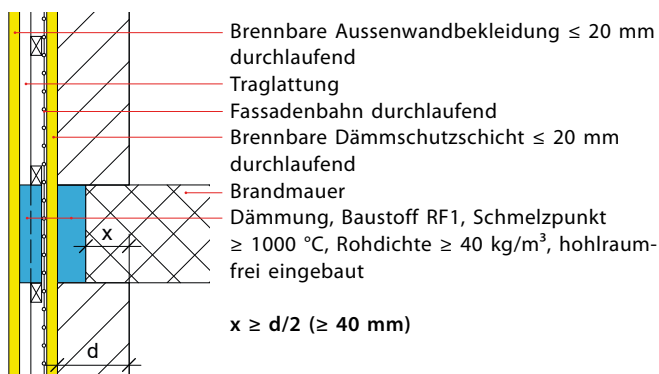 Brennbare Aussenwandbekleidung ≤ 20 mm
durchlaufend
Traglattung
Fassadenbahn durchlaufend
Brennbare Dämmschutzschicht ≤ 20 mm
durchlaufend
Brandmauer
Dämmung, Baustoff RF1, Schmelzpunkt
≥ 1000 °C, Rohdichte ≥ 40 kg/m³, hohlraum-
frei eingebaut
x ≥ d/2 (≥ 40 mm)
x
d